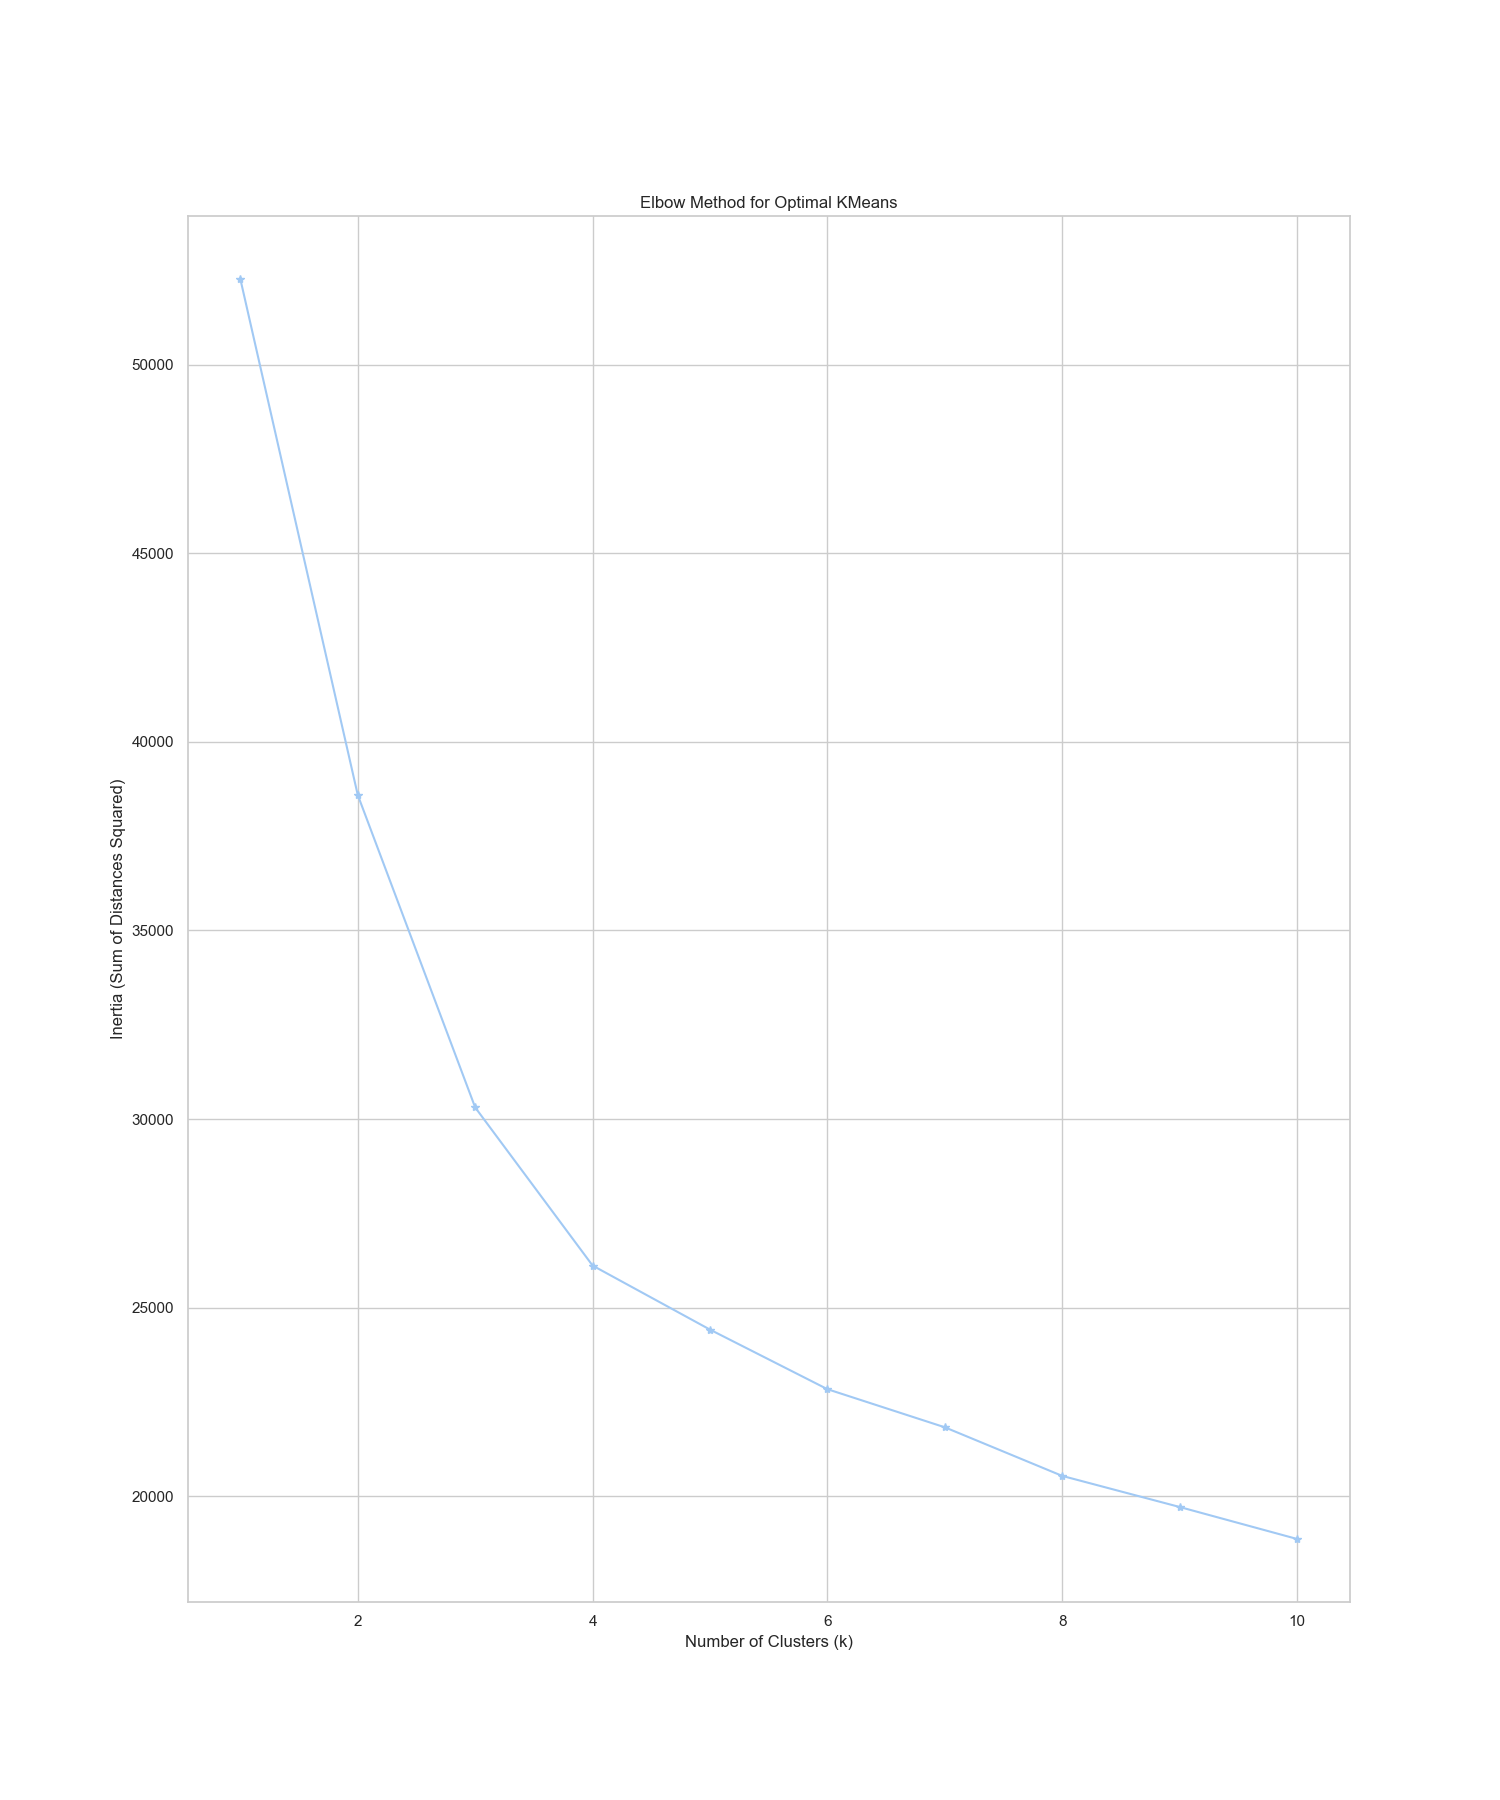 Elbow Method for Optimal KMeans
50000
45000
40000
35000
30000
25000
20000
Inertia (Sum of Distances Squared)
2 4 6 8 10
Number of Clusters (k)